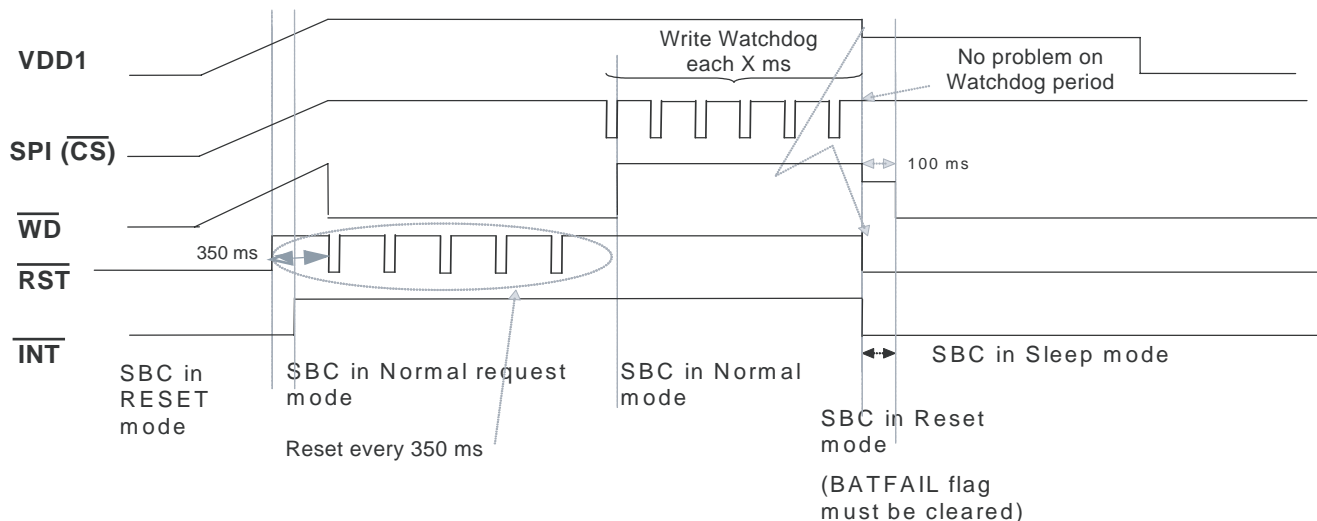 VDD1
Write Watchdog
each X ms
No problem on
Watchdog period
SPI (CS)
100 ms
WD
350 ms
RST
INT
SBC in
RESET
mode
SBC in Normal request
mode
SBC in Normal
mode
SBC in Sleep mode
SBC in Reset
mode
Reset every 350 ms
(BATFAIL flag
must be cleared)